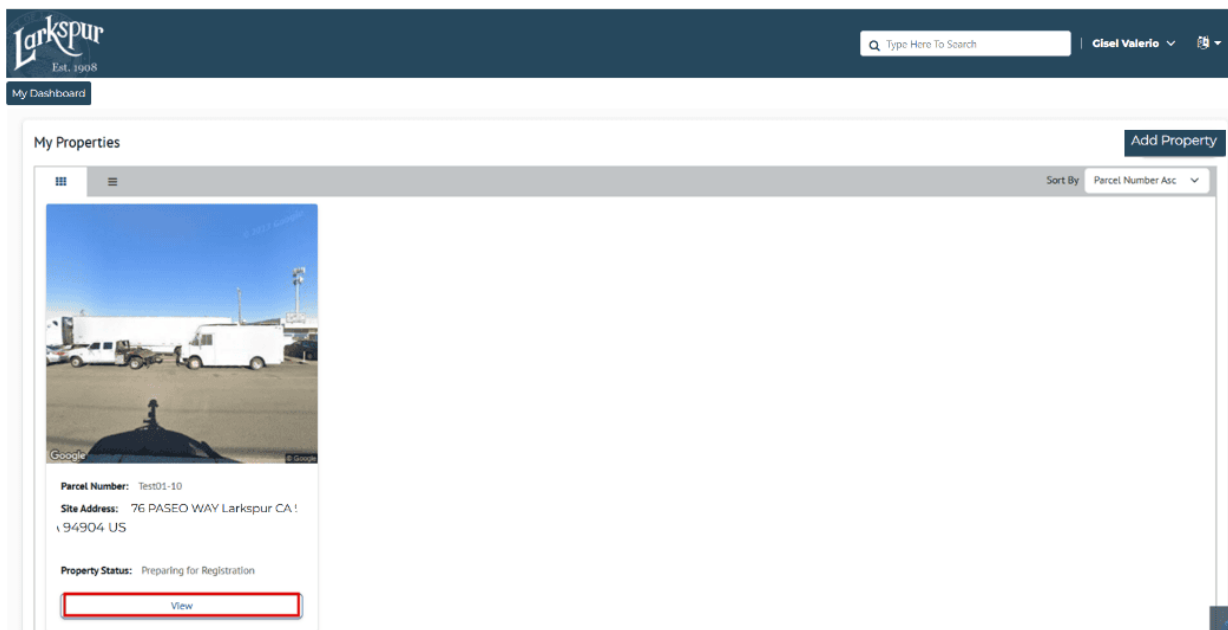 Larkspur
Est. 1908
Type Here To Search
Gisel Valerio
My Dashboard
My Properties
Add Property
Sort By Parcel Number Asc
Google
© Google
Parcel Number: Test01-10
Site Address: 76 PASEO WAY Larkspur CA
94904 US
Property Status: Preparing for Registration
View